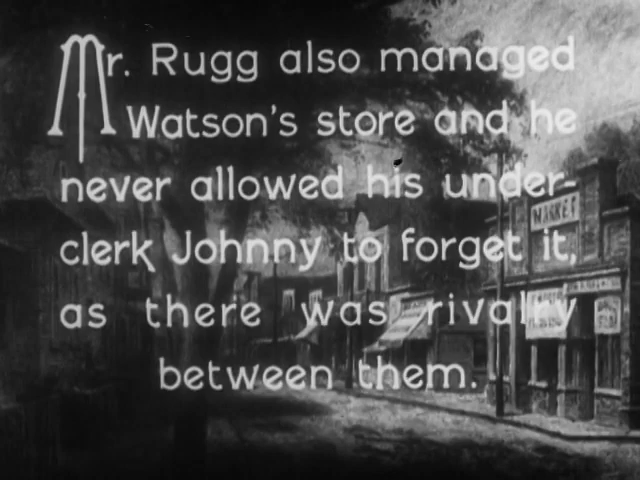 Mr. Rugg also managed
Watson's store and he
never allowed his under-
clerk Johnny to forget it,
as there was rivalry
between them.
MARKET